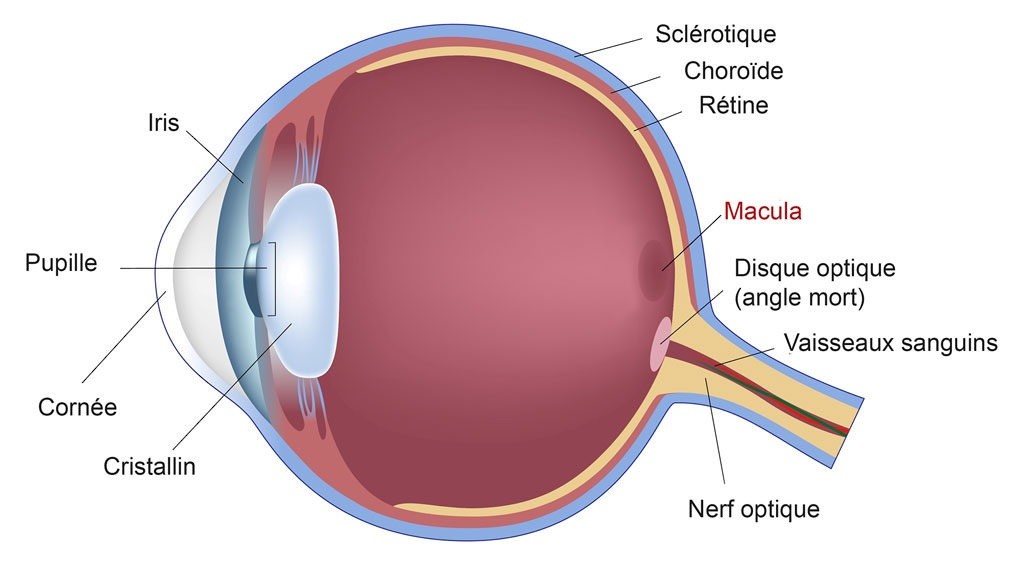 Sclérotique
Choroïde
Rétine
Iris
Macula
Pupille
Disque optique
(angle mort)
Vaisseaux sanguins
Cornée
Cristallin
Nerf optique